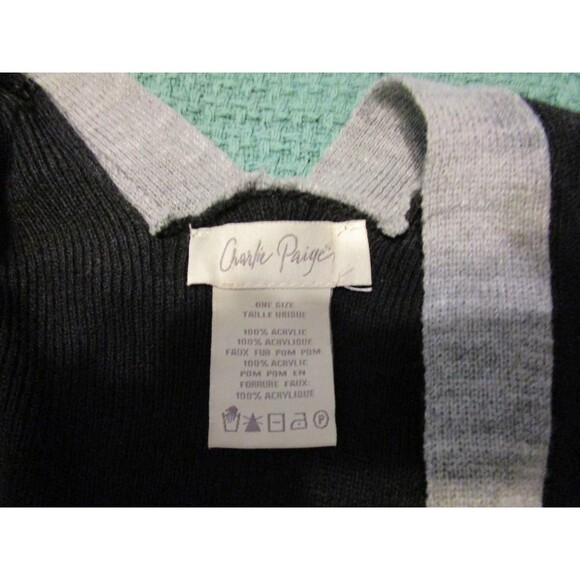 Charlie Paige
ONE SIZE
TAILLE UNIQUE
100% ACRYLIC
100% ACRYLIQUE
FAUX FUR POM POM
100% ACRYLIC
POM POM EN
FORRURE FAUX:
100% ACRYLIQUE
P